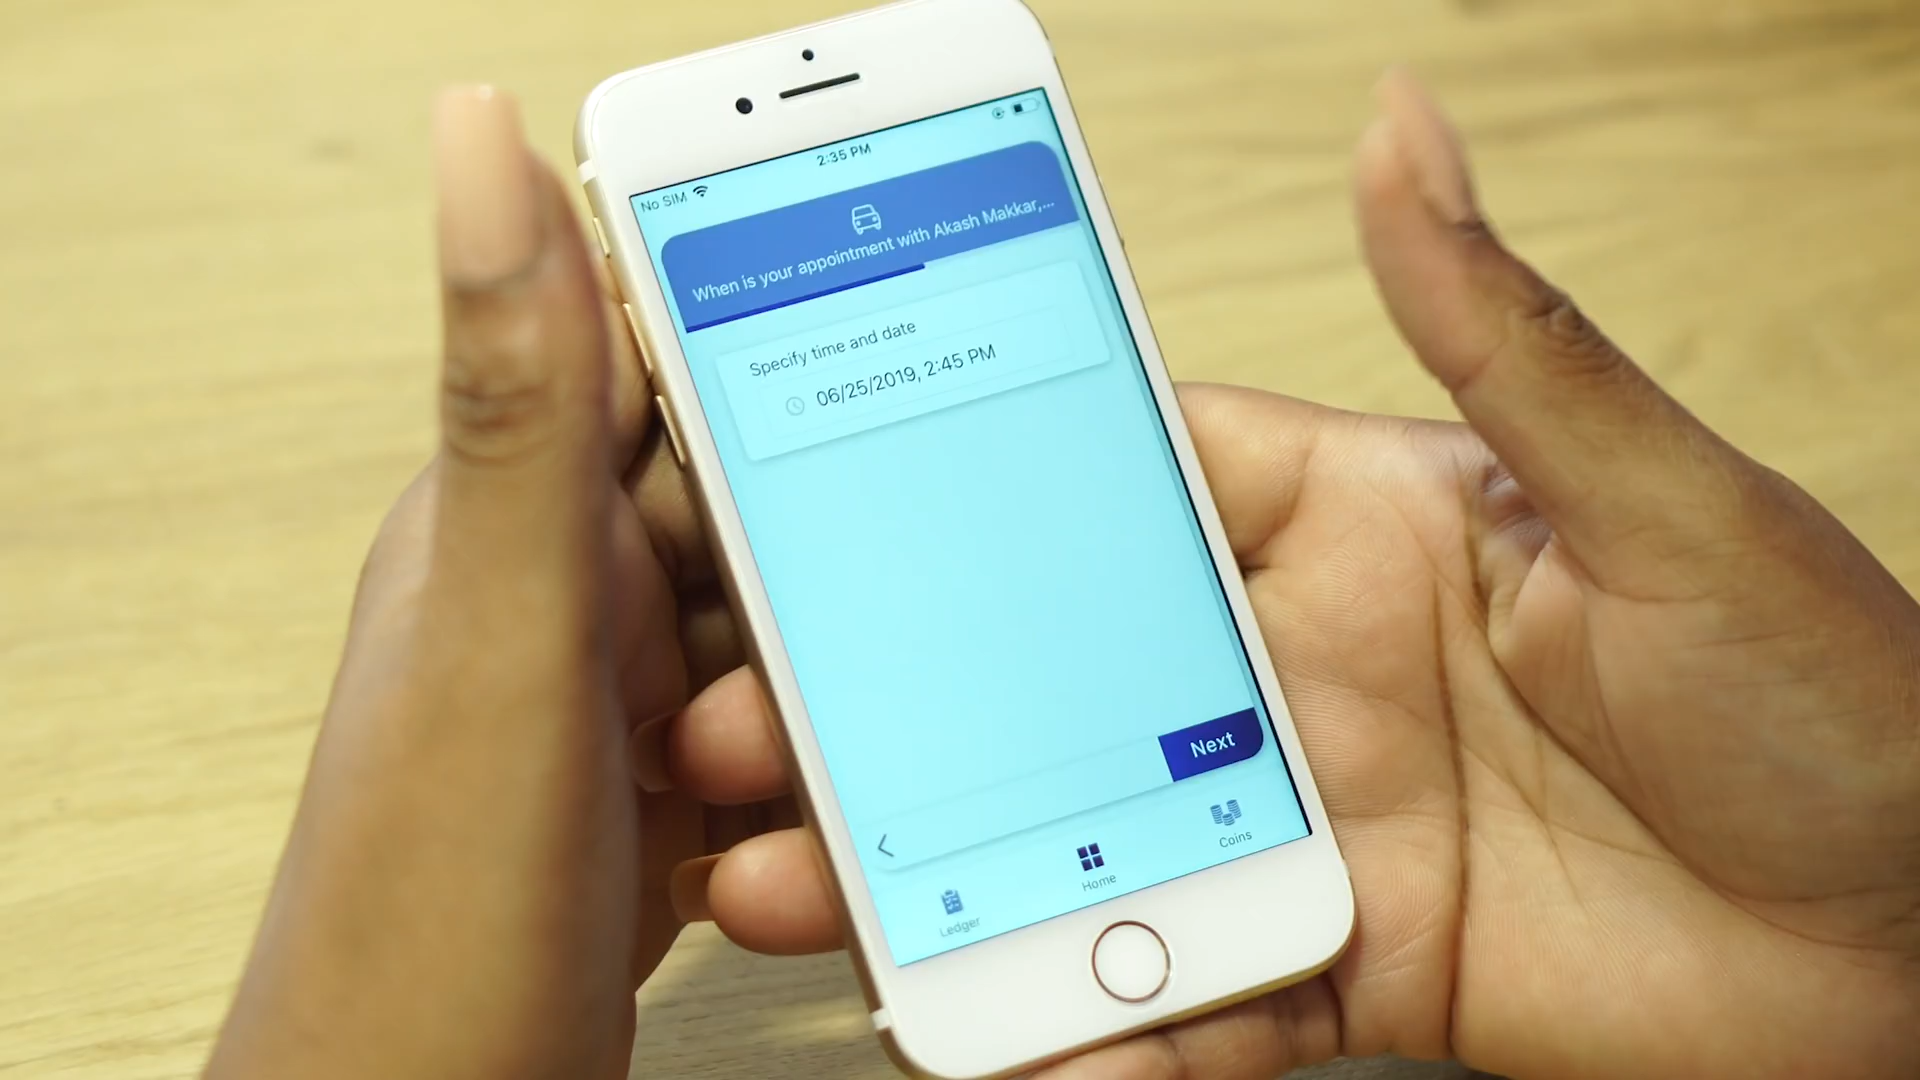 No SIM
2:35 PM
When is your appointment with Akash Makkar,...
Specify time and date
06/25/2019, 2:45 PM
Next
Ledger
Home
Coins